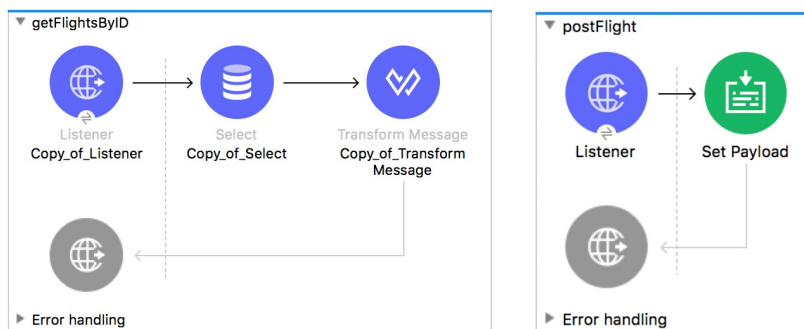 getFlightsByID
Listener
Copy_of_Listener
Select
Copy_of_Select
Transform Message
Copy_of_Transform
Message
Error handling
postFlight
Listener
Set Payload
Error handling